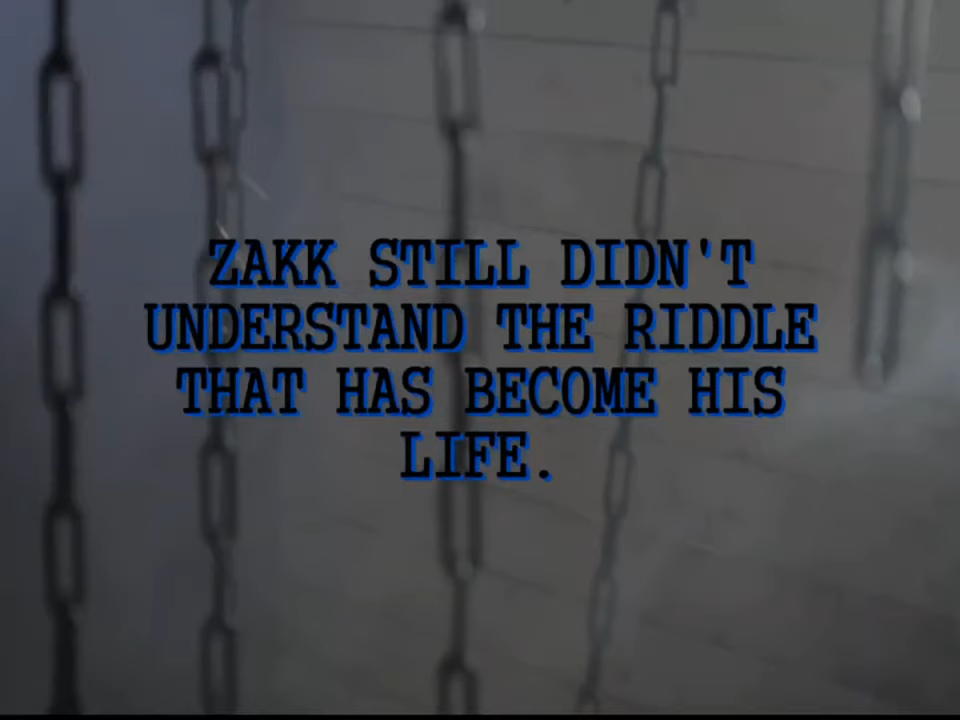 ZAKK STILL DIDN'T
UNDERSTAND THE RIDDLE
THAT HAS BECOME HIS
LIFE.